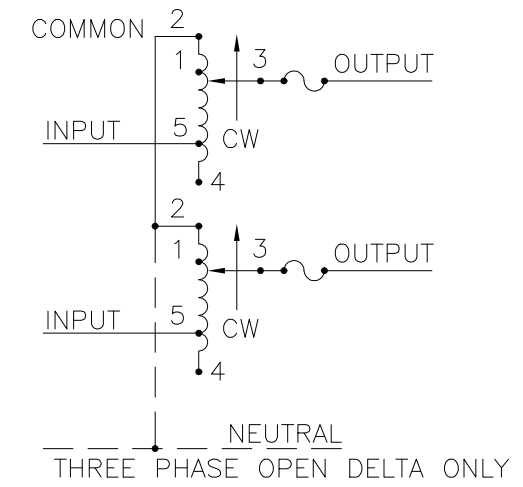 COMMON 2
1 3 OUTPUT
INPUT 5 CW
4
2
1 3 OUTPUT
INPUT 5 CW
4
NEUTRAL
THREE PHASE OPEN DELTA ONLY